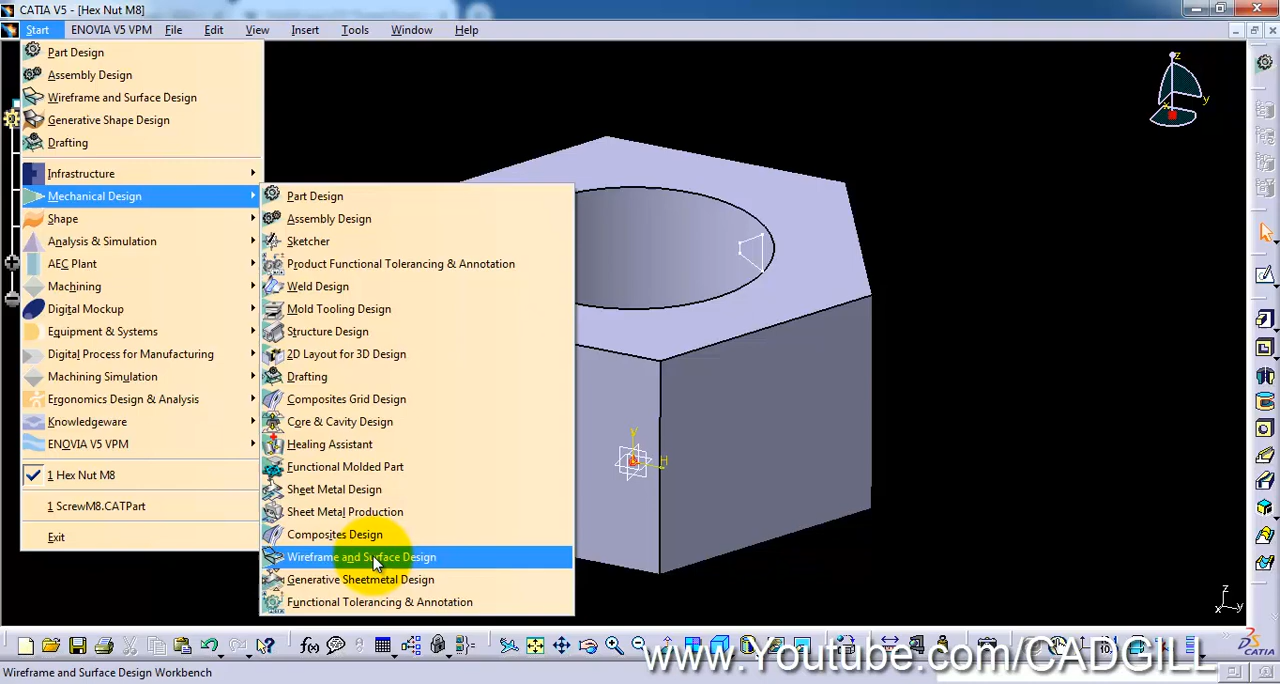 CATIA V5 - [Hex Nut M8]
Start
ENOVIA V5 VPM
File
Edit
View
Insert
Tools
Window
Help
Part Design
Assembly Design
Wireframe and Surface Design
Generative Shape Design
Drafting
Infrastructure
Mechanical Design
Shape
Analysis & Simulation
AEC Plant
Machining
Digital Mockup
Equipment & Systems
Digital Process for Manufacturing
Machining Simulation
Ergonomics Design & Analysis
Knowledgeware
ENOVIA V5 VPM
1 Hex Nut M8
1 ScrewM8.CATPart
Exit
Part Design
Assembly Design
Sketcher
Product Functional Tolerancing & Annotation
Weld Design
Mold Tooling Design
Structure Design
2D Layout for 3D Design
Drafting
Composites Grid Design
Core & Cavity Design
Healing Assistant
Functional Molded Part
Sheet Metal Design
Sheet Metal Production
Composites Design
Wireframe and Surface Design
Generative Sheetmetal Design
Functional Tolerancing & Annotation
z
y
x
y
H
z
x
y
f(x)
www.Youtube.com/CADGILL
CATIA
Wireframe and Surface Design Workbench